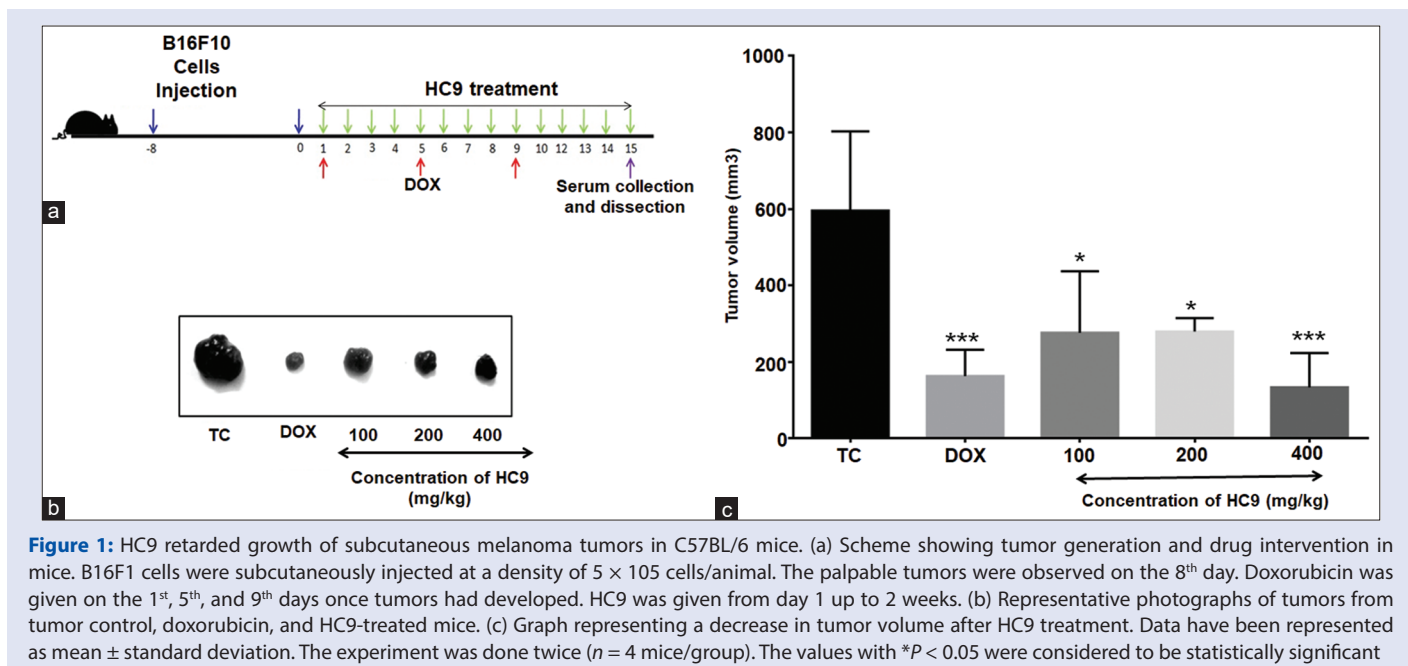 B16F10
Cells
Injection
HC9 treatment
-8 0 1 2 3 4 5 6 7 8 9 10 12 13 14 15
DOX
Serum collection
and dissection
a
TC DOX 100 200 400
Concentration of HC9
(mg/kg)
b
1000
800
600
400
200
0
Tumor volume (mm3)
***
*
*
***
TC DOX 100 200 400
Concentration of HC9 (mg/kg)
c
Figure 1: HC9 retarded growth of subcutaneous melanoma tumors in C57BL/6 mice. (a) Scheme showing tumor generation and drug intervention in
mice. B16F1 cells were subcutaneously injected at a density of 5 × 105 cells/animal. The palpable tumors were observed on the 8th day. Doxorubicin was
given on the 1st, 5th, and 9th days once tumors had developed. HC9 was given from day 1 up to 2 weeks. (b) Representative photographs of tumors from
tumor control, doxorubicin, and HC9-treated mice. (c) Graph representing a decrease in tumor volume after HC9 treatment. Data have been represented
as mean ± standard deviation. The experiment was done twice (n = 4 mice/group). The values with *P < 0.05 were considered to be statistically significant